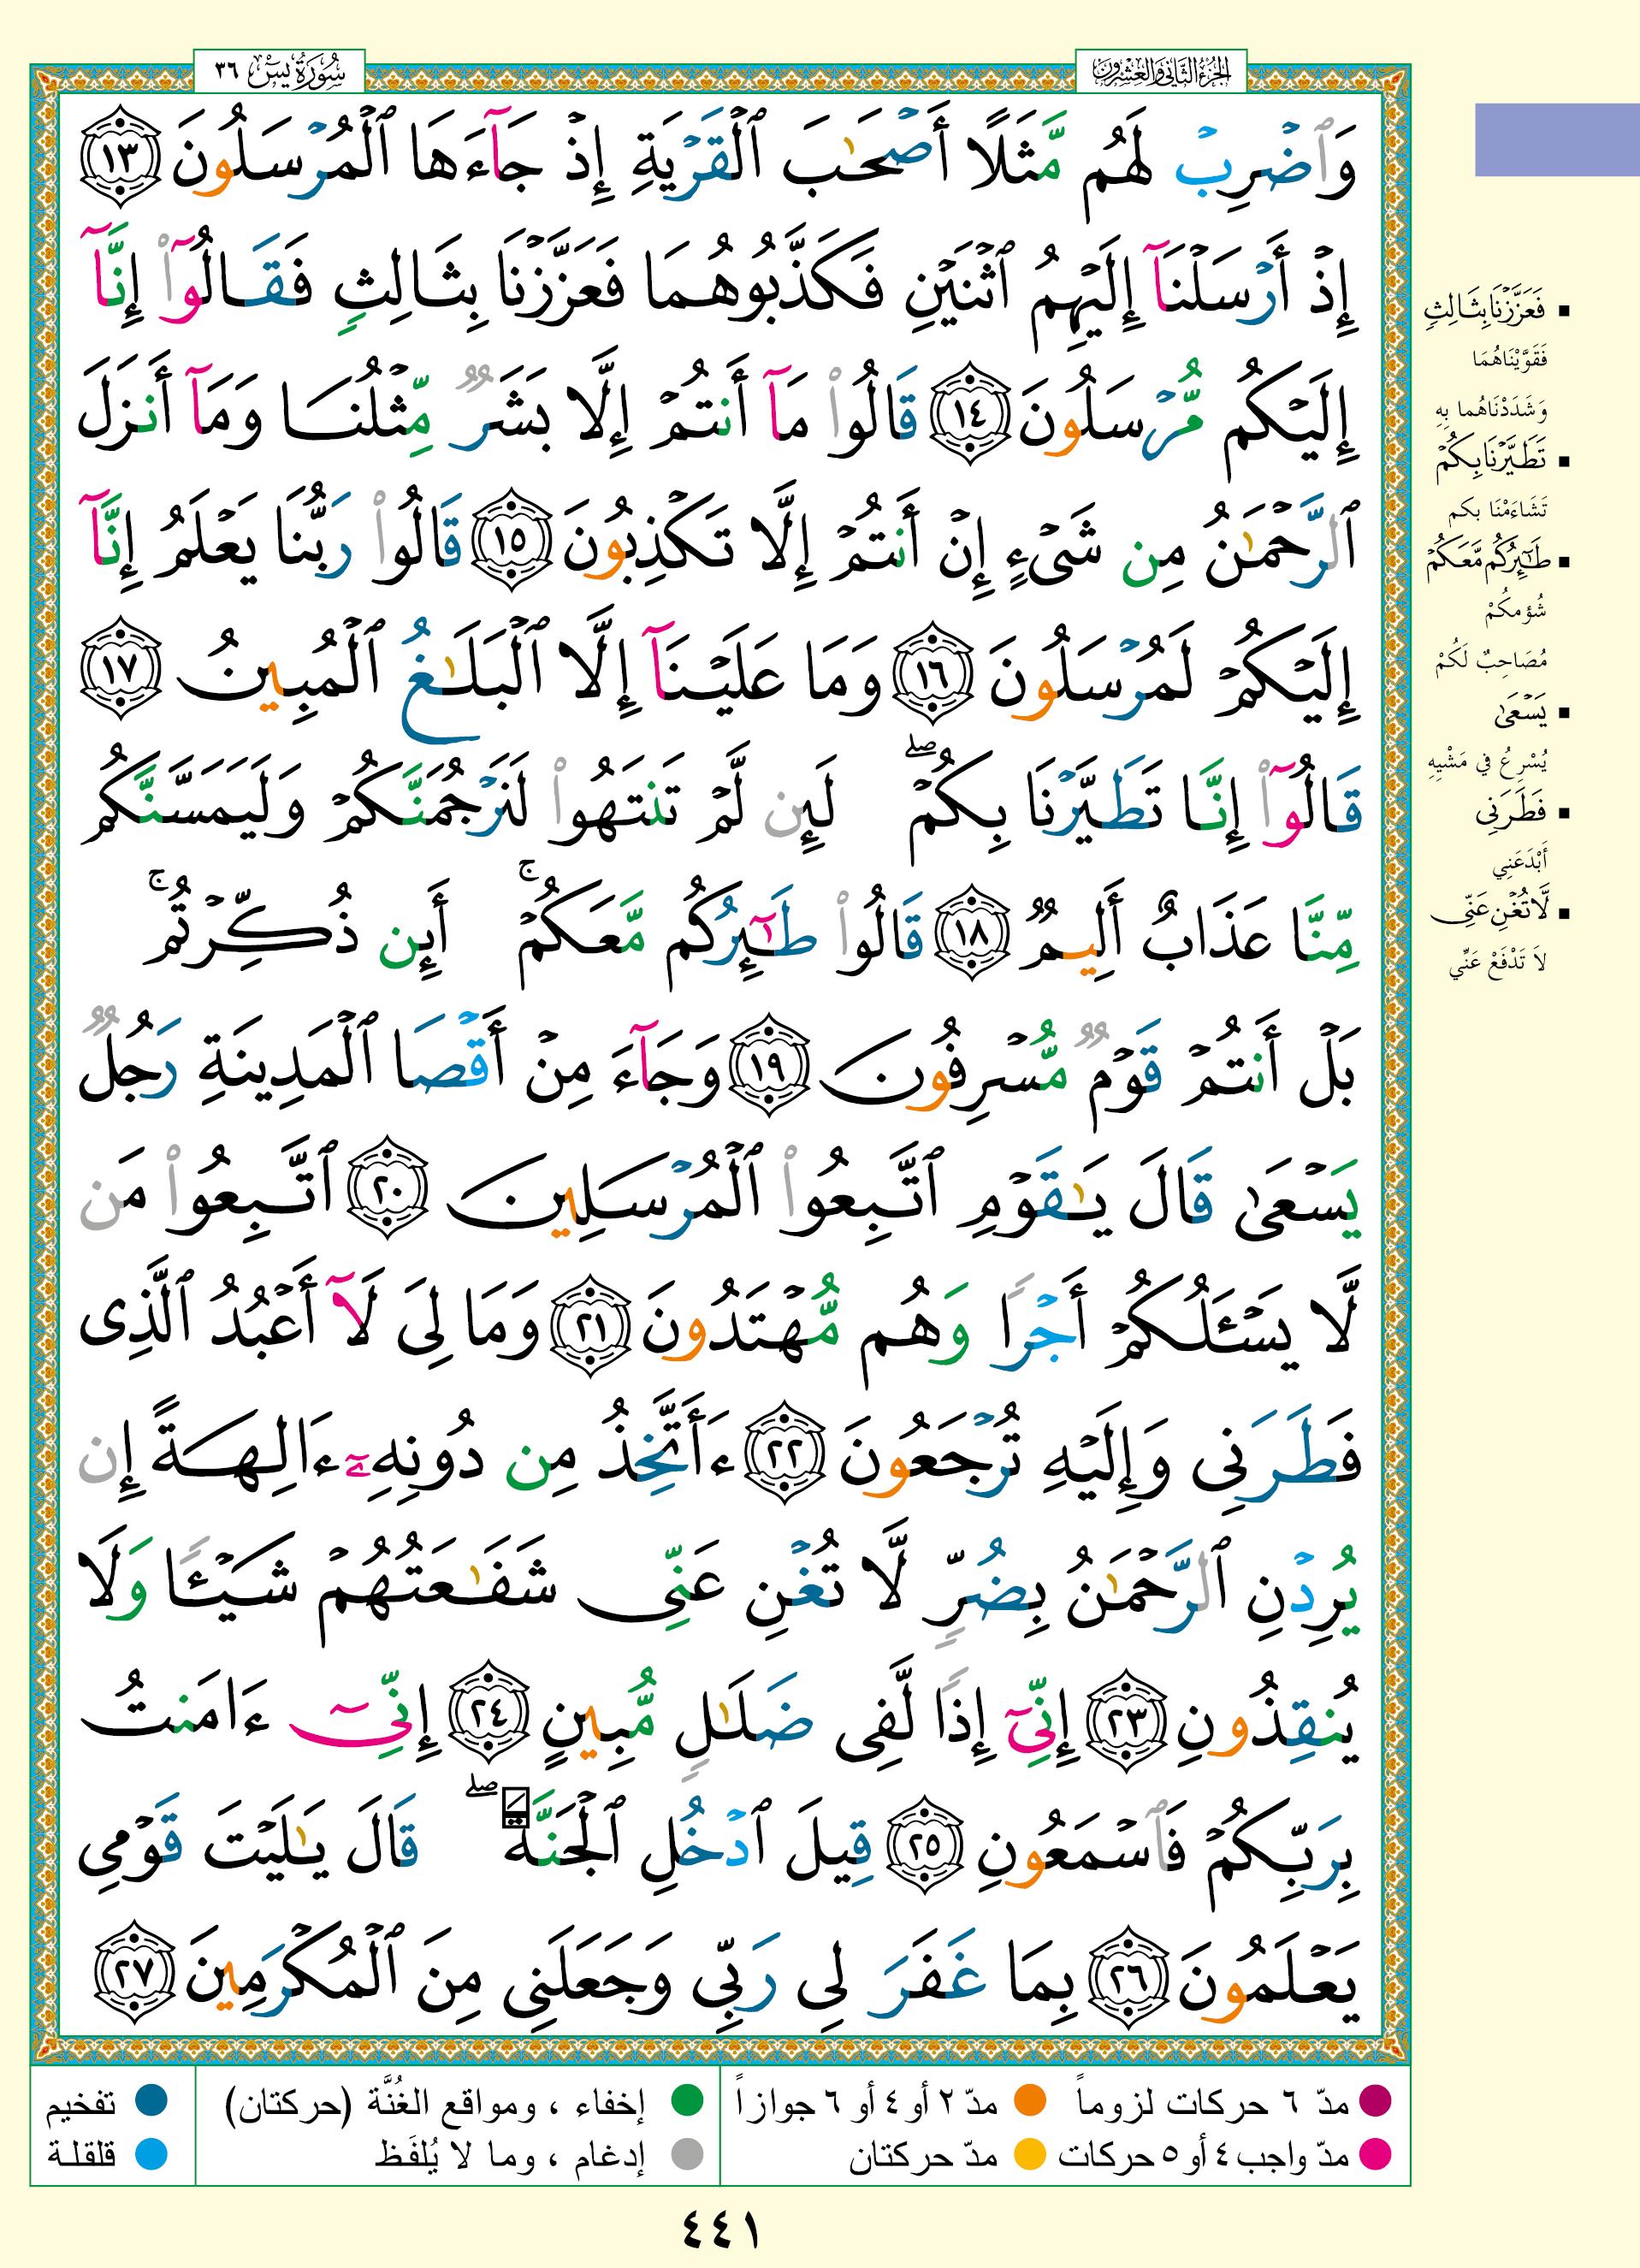 الجزء الثاني والعشرون
سورة يس ٣٦
وَٱضْرِبْ لَهُم مَّثَلًا أَصْحَٰبَ ٱلْقَرْيَةِ إِذْ جَآءَهَا ٱلْمُرْسَلُونَ ١٣
إِذْ أَرْسَلْنَآ إِلَيْهِمُ ٱثْنَيْنِ فَكَذَّبُوهُمَا فَعَزَّزْنَا بِثَالِثٍ فَقَالُوٓا۟ إِنَّآ
إِلَيْكُم مُّرْسَلُونَ ١٤ قَالُوا۟ مَآ أَنتُمْ إِلَّا بَشَرٌ مِّثْلُنَا وَمَآ أَنزَلَ
ٱلرَّحْمَٰنُ مِن شَىْءٍ إِنْ أَنتُمْ إِلَّا تَكْذِبُونَ ١٥ قَالُوا۟ رَبُّنَا يَعْلَمُ إِنَّآ
إِلَيْكُمْ لَمُرْسَلُونَ ١٦ وَمَا عَلَيْنَآ إِلَّا ٱلْبَلَٰغُ ٱلْمُبِينُ ١٧
قَالُوٓا۟ إِنَّا تَطَيَّرْنَا بِكُمْ ۖ لَئِن لَّمْ تَنتَهُوا۟ لَنَرْجُمَنَّكُمْ وَلَيَمَسَّنَّكُم
مِّنَّا عَذَابٌ أَلِيمٌ ١٨ قَالُوا۟ طَٰٓئِرُكُم مَّعَكُمْ ۚ أَئِن ذُكِّرْتُم ۚ
بَلْ أَنتُمْ قَوْمٌ مُّسْرِفُونَ ١٩ وَجَآءَ مِنْ أَقْصَا ٱلْمَدِينَةِ رَجُلٌ
يَسْعَىٰ قَالَ يَٰقَوْمِ ٱتَّبِعُوا۟ ٱلْمُرْسَلِينَ ٢٠ ٱتَّبِعُوا۟ مَن
لَّا يَسْـَٔلُكُمْ أَجْرًا وَهُم مُّهْتَدُونَ ٢١ وَمَا لِىَ لَآ أَعْبُدُ ٱلَّذِى
فَطَرَنِى وَإِلَيْهِ تُرْجَعُونَ ٢٢ ءَأَتَّخِذُ مِن دُونِهِۦٓ ءَالِهَةً إِن
يُرِدْنِ ٱلرَّحْمَٰنُ بِضُرٍّ لَّا تُغْنِ عَنِّى شَفَٰعَتُهُمْ شَيْـًٔا وَلَا
يُنقِذُونِ ٢٣ إِنِّىٓ إِذًا لَّفِى ضَلَٰلٍ مُّبِينٍ ٢٤ إِنِّىٓ ءَامَنتُ
بِرَبِّكُمْ فَٱسْمَعُونِ ٢٥ قِيلَ ٱدْخُلِ ٱلْجَنَّةَ ۖ قَالَ يَٰلَيْتَ قَوْمِى
يَعْلَمُونَ ٢٦ بِمَا غَفَرَ لِى رَبِّى وَجَعَلَنِى مِنَ ٱلْمُكْرَمِينَ ٢٧
فَعَزَّزْنَا بِثَالِثٍ
فَقَوَّيْنَاهُمَا
وَشَدَدْنَاهُما بِهِ
تَطَيَّرْنَا بِكُمْ
تَشَاءَمْنَا بكم
طَٰٓئِرُكُم مَّعَكُمْ
شُؤمكُمْ
مُصَاحِبٌ لَكُمْ
يَسْعَىٰ
يُسْرِعُ في مَشْيِهِ
فَطَرَنِى
أَبْدَعَنِي
لَّا تُغْنِ عَنِّى
لاَ تَدْفَعْ عَنِّي
مدّ ٦ حركات لزوماً
مدّ ٢ أو ٤ أو ٦ جوازاً
إخفاء ، ومواقع الغُنَّة (حركتان)
تفخيم
مدّ واجب ٤ أو ٥ حركات
مدّ حركتان
إدغام ، وما لا يُلفَظ
قلقلة
٤٤١